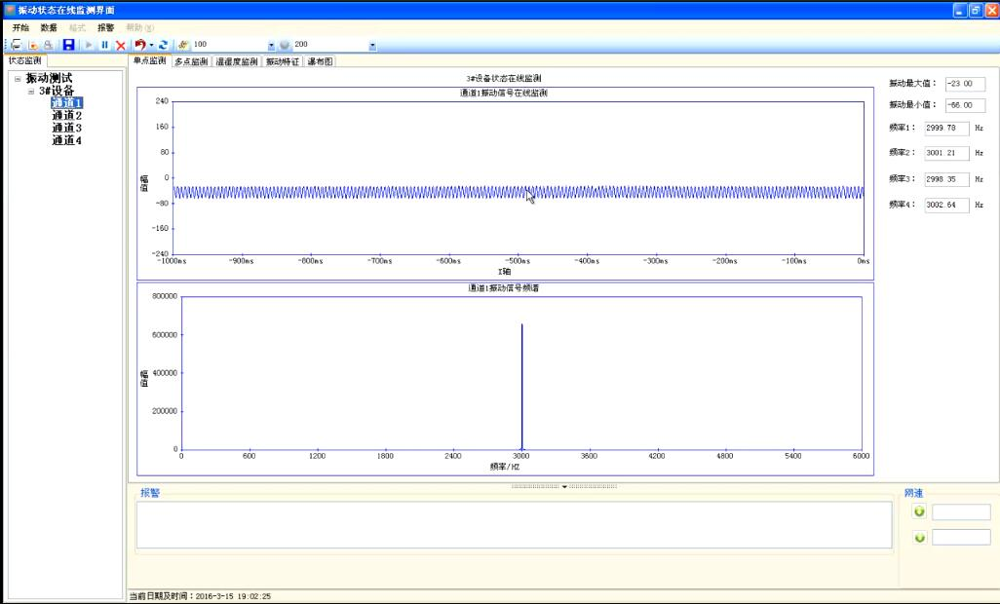 振动状态在线监测界面
开始 数据 格式 报警 帮助(H)
100 200
状态监测
单点监测 多点监测 温湿度监测 振动特征 瀑布图
振动测试
3#设备
通道1
通道2
通道3
通道4
3#设备状态在线监测
通道1振动信号在线监测
240
160
80
0
-80
-160
-240
幅值
-1000ms -900ms -800ms -700ms -600ms -500ms -400ms -300ms -200ms -100ms 0ms
X轴
通道1振动信号频谱
800000
600000
400000
200000
0
幅值
0 600 1200 1800 2400 3000 3600 4200 4800 5400 6000
频率/HZ
振动最大值: -23.00
振动最小值: -66.00
频率1: 2999.78 Hz
频率2: 3001.21 Hz
频率3: 2998.35 Hz
频率4: 3002.64 Hz
报警
网速
当前日期及时间:2016-3-15 19:02:25